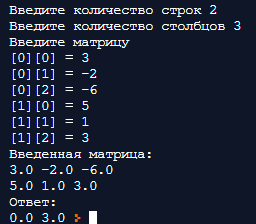 Введите количество строк 2
Введите количество столбцов 3
Введите матрицу
[0][0] = 3
[0][1] = -2
[0][2] = -6
[1][0] = 5
[1][1] = 1
[1][2] = 3
Введенная матрица:
3.0 -2.0 -6.0
5.0 1.0 3.0
Ответ:
0.0 3.0 >